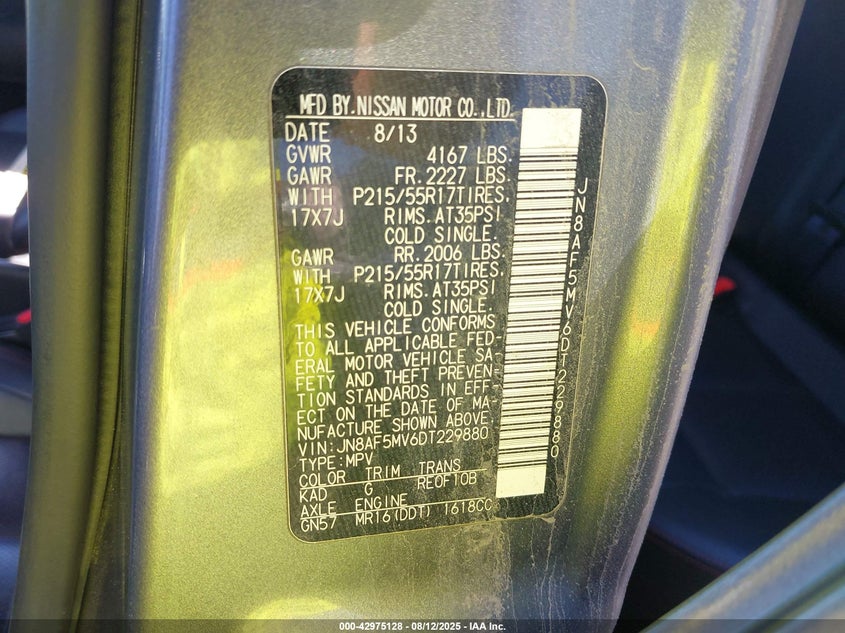 MFD BY.NISSAN MOTOR CO.,LTD.
DATE 8/13
GVWR 4167 LBS.
GAWR FR. 2227 LBS.
WITH P215/55R17TIRES.
17X7J RIMS. AT35PSI
COLD SINGLE.
GAWR RR. 2006 LBS.
WITH P215/55R17TIRES.
17X7J RIMS. AT35PSI
COLD SINGLE.
THIS VEHICLE CONFORMS
TO ALL APPLICABLE FED-
ERAL MOTOR VEHICLE SA-
FETY AND THEFT PREVEN-
TION STANDARDS IN EFF-
ECT ON THE DATE OF MA-
NUFACTURE SHOWN ABOVE.
VIN:JN8AF5MV6DT229880
TYPE:MPV
COLOR TRIM TRANS
KAD G RE0F10B
AXLE ENGINE
GN57 MR16(DDT) 1618CC
JN8AF5MV6DT229880
000-42975128 - 08/12/2025 - IAA Inc.